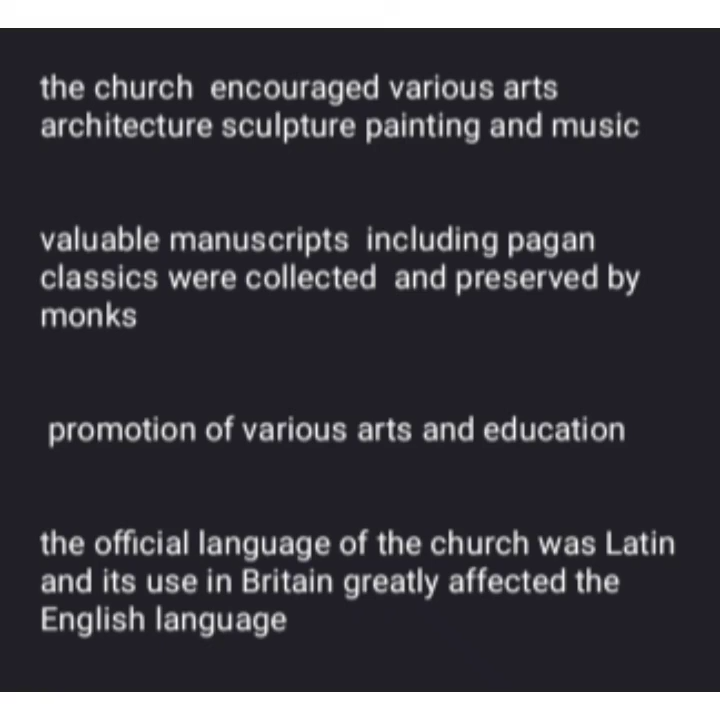 the church  encouraged various arts
architecture sculpture painting and music
valuable manuscripts  including pagan
classics were collected  and preserved by
monks
promotion of various arts and education
the official language of the church was Latin
and its use in Britain greatly affected the
English language